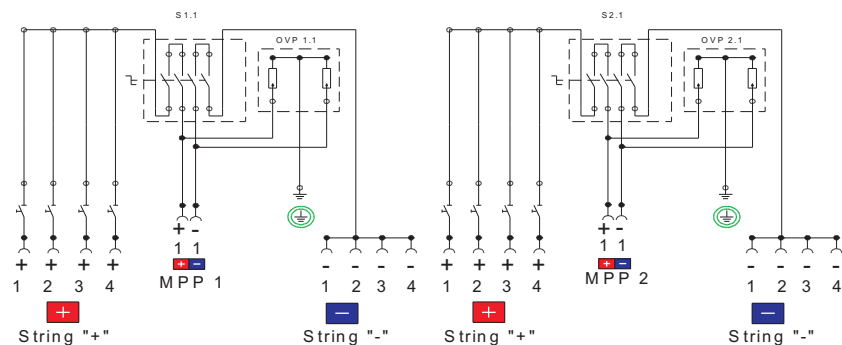 S1.1
S2.1
OVP 1.1
OVP 2.1
+ + + +
1 2 3 4
+ -
1 1
+ -
MPP 1
- - - -
1 2 3 4
+ + + +
1 2 3 4
+ -
1 1
+ -
MPP 2
- - - -
1 2 3 4
+
String "+"
-
String "-"
+
String "+"
-
String "-"